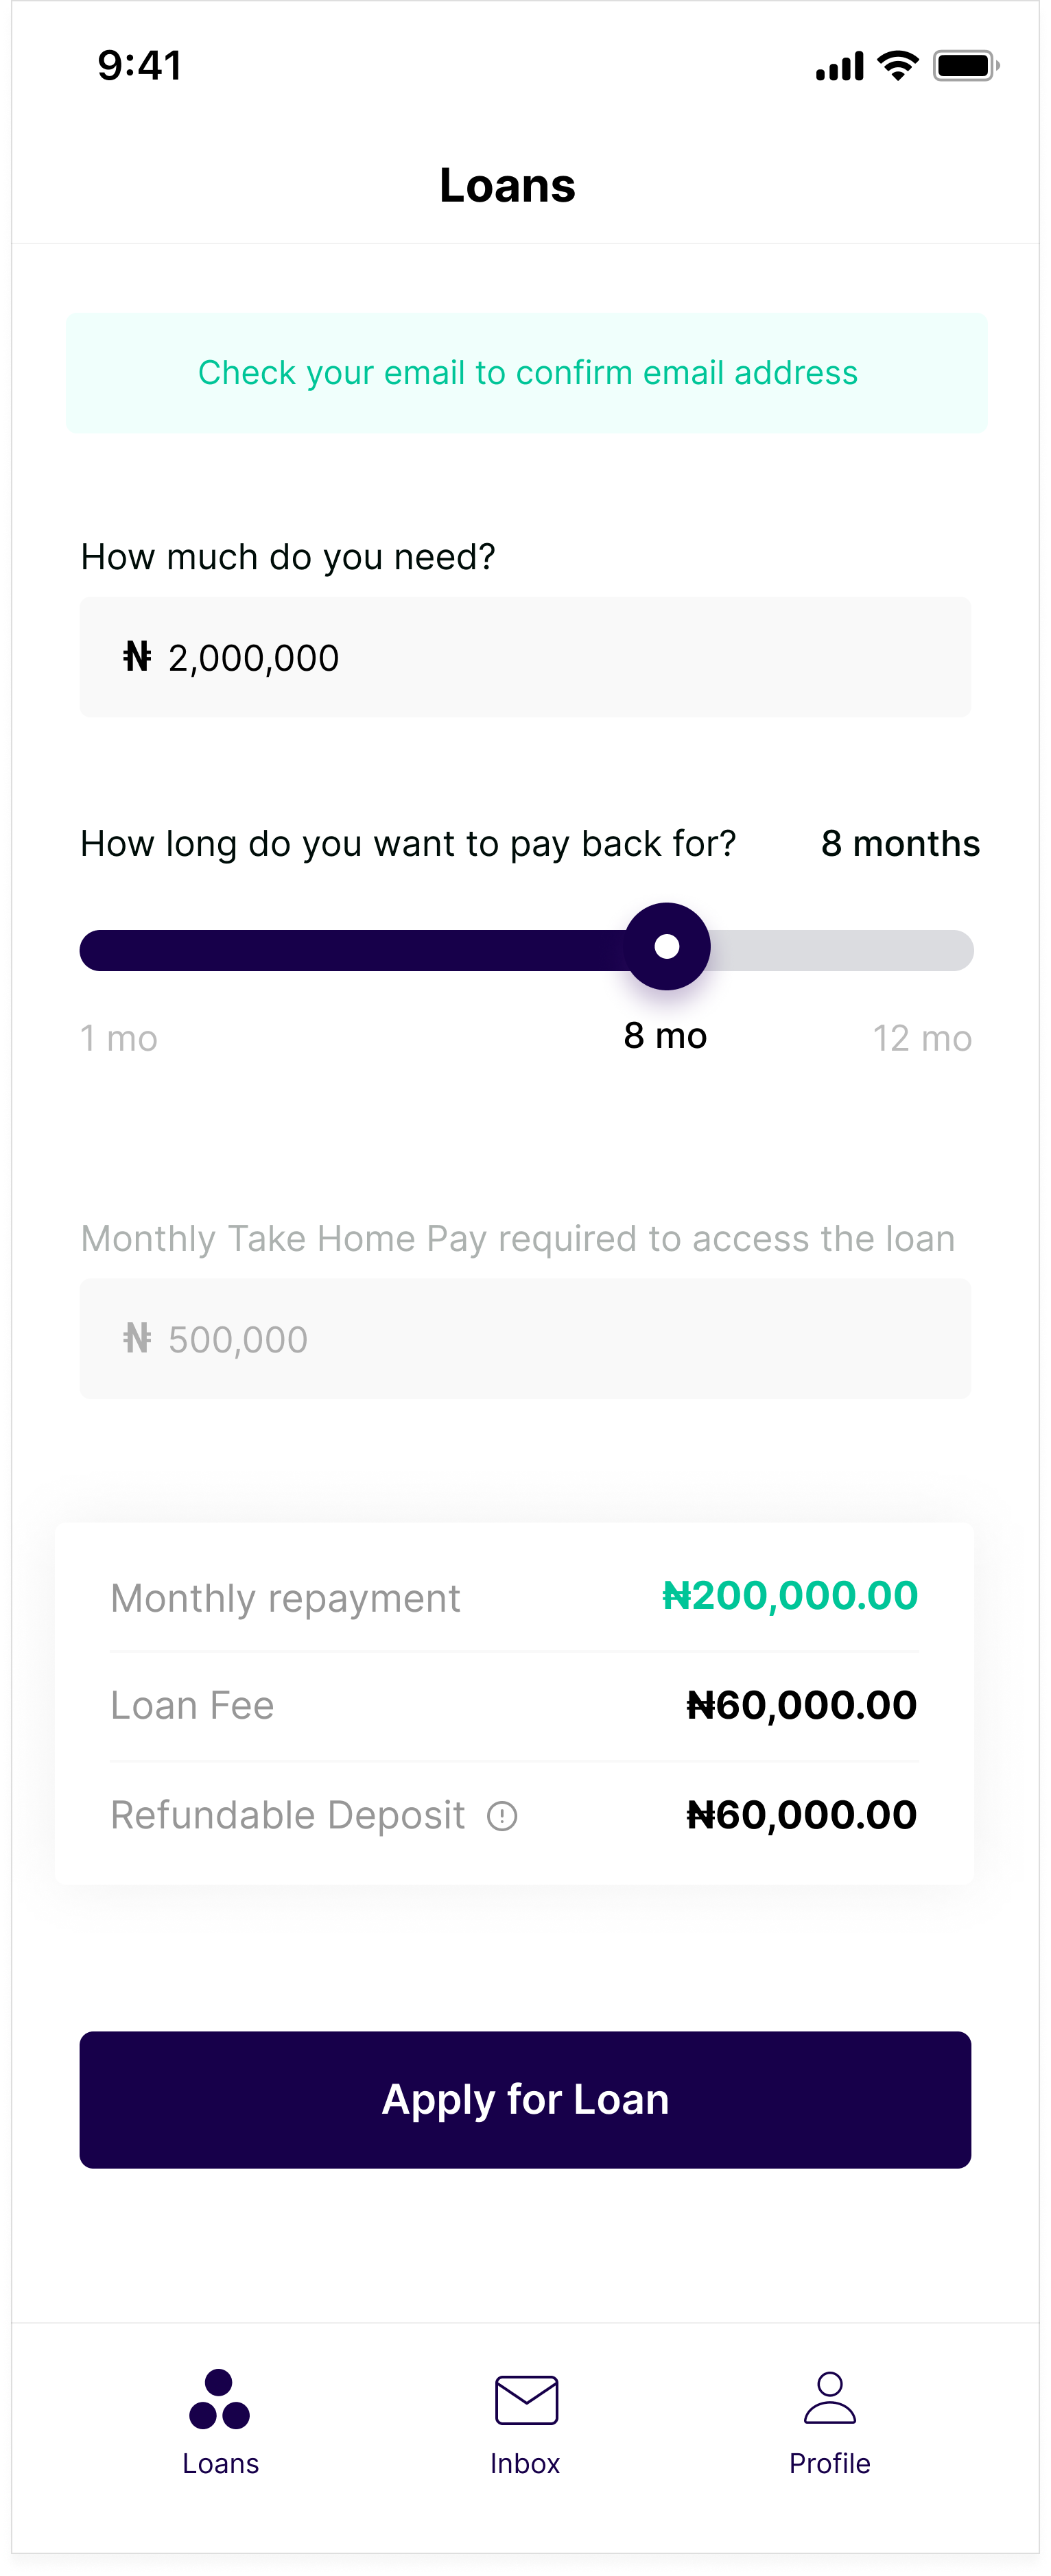 9:41
Loans
Check your email to confirm email address
How much do you need?
₦ 2,000,000
How long do you want to pay back for? 8 months
1 mo 8 mo 12 mo
Monthly Take Home Pay required to access the loan
₦ 500,000
Monthly repayment ₦200,000.00
Loan Fee ₦60,000.00
Refundable Deposit ₦60,000.00
Apply for Loan
Loans Inbox Profile